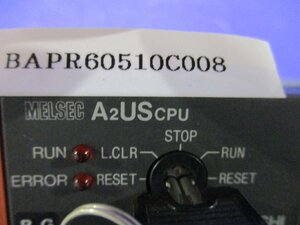 BAPR60510C008
MELSEC A2USCPU
STOP
RUN L.CLR RUN
ERROR RESET RESET